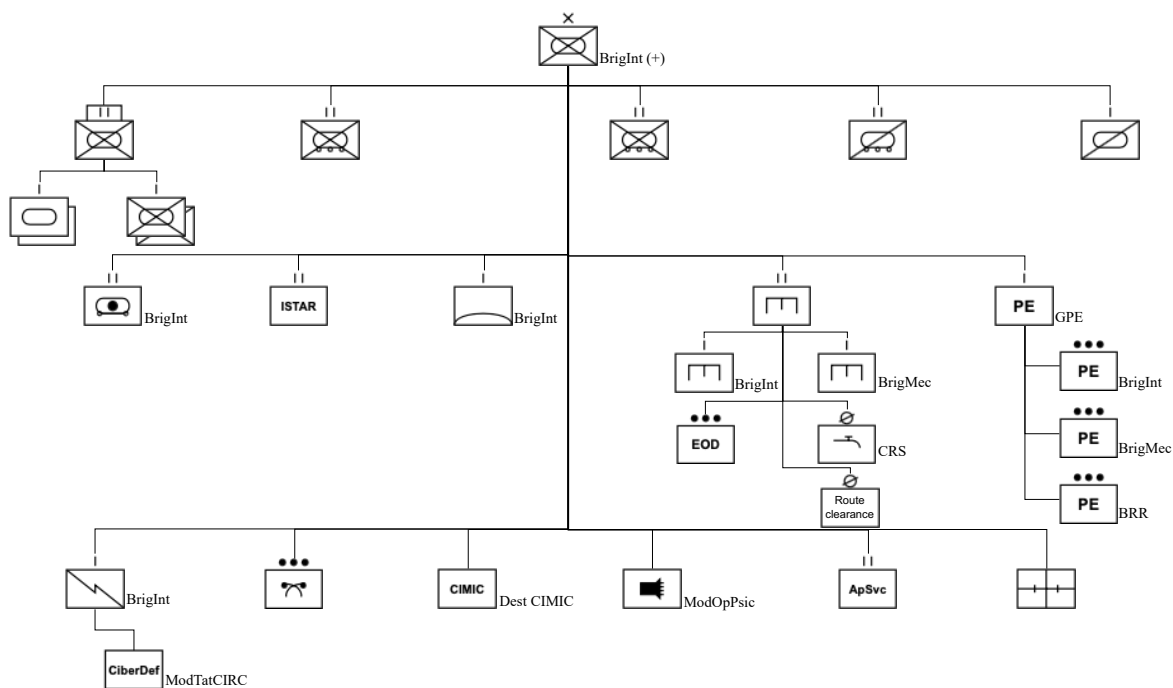 BrigInt (+)
BrigInt
ISTAR
BrigInt
PE
GPE
BrigInt
BrigMec
PE
BrigInt
EOD
CRS
PE
BrigMec
Route
clearance
PE
BRR
BrigInt
CIMIC
Dest CIMIC
ModOpPsic
ApSvc
CiberDef
ModTatCIRC